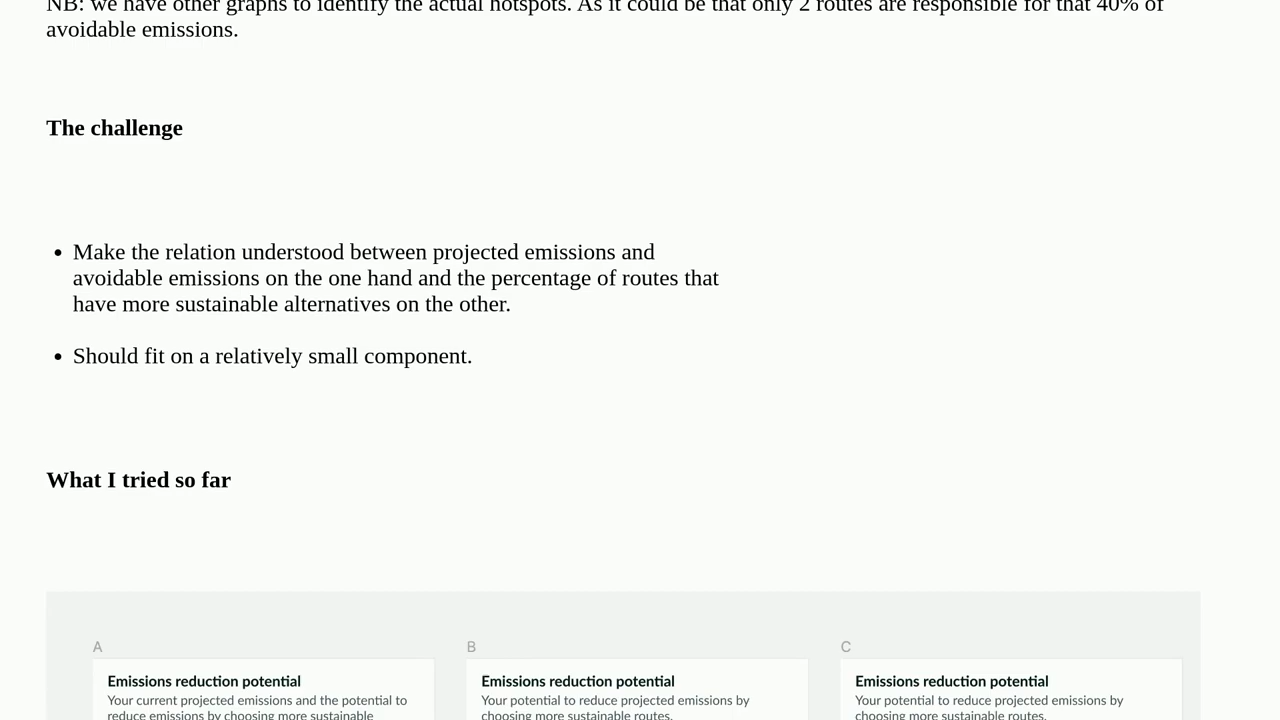 NB: we have other graphs to identify the actual hotspots. As it could be that only 2 routes are responsible for that 40% of
avoidable emissions.
The challenge
• Make the relation understood between projected emissions and
avoidable emissions on the one hand and the percentage of routes that
have more sustainable alternatives on the other.
• Should fit on a relatively small component.
What I tried so far
A
Emissions reduction potential
Your current projected emissions and the potential to
reduce emissions by choosing more sustainable
B
Emissions reduction potential
Your potential to reduce projected emissions by
choosing more sustainable routes.
C
Emissions reduction potential
Your potential to reduce projected emissions by
choosing more sustainable routes.